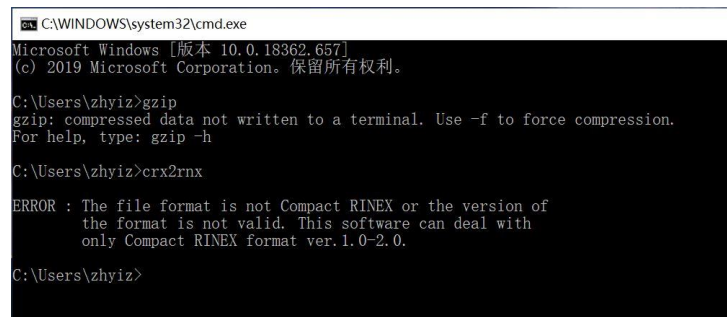 C:\WINDOWS\system32\cmd.exe
Microsoft Windows [版本 10.0.18362.657]
(c) 2019 Microsoft Corporation。保留所有权利。
C:\Users\zhyiz>gzip
gzip: compressed data not written to a terminal. Use -f to force compression.
For help, type: gzip -h
C:\Users\zhyiz>crx2rnx
ERROR : The file format is not Compact RINEX or the version of
the format is not valid. This software can deal with
only Compact RINEX format ver.1.0-2.0.
C:\Users\zhyiz>